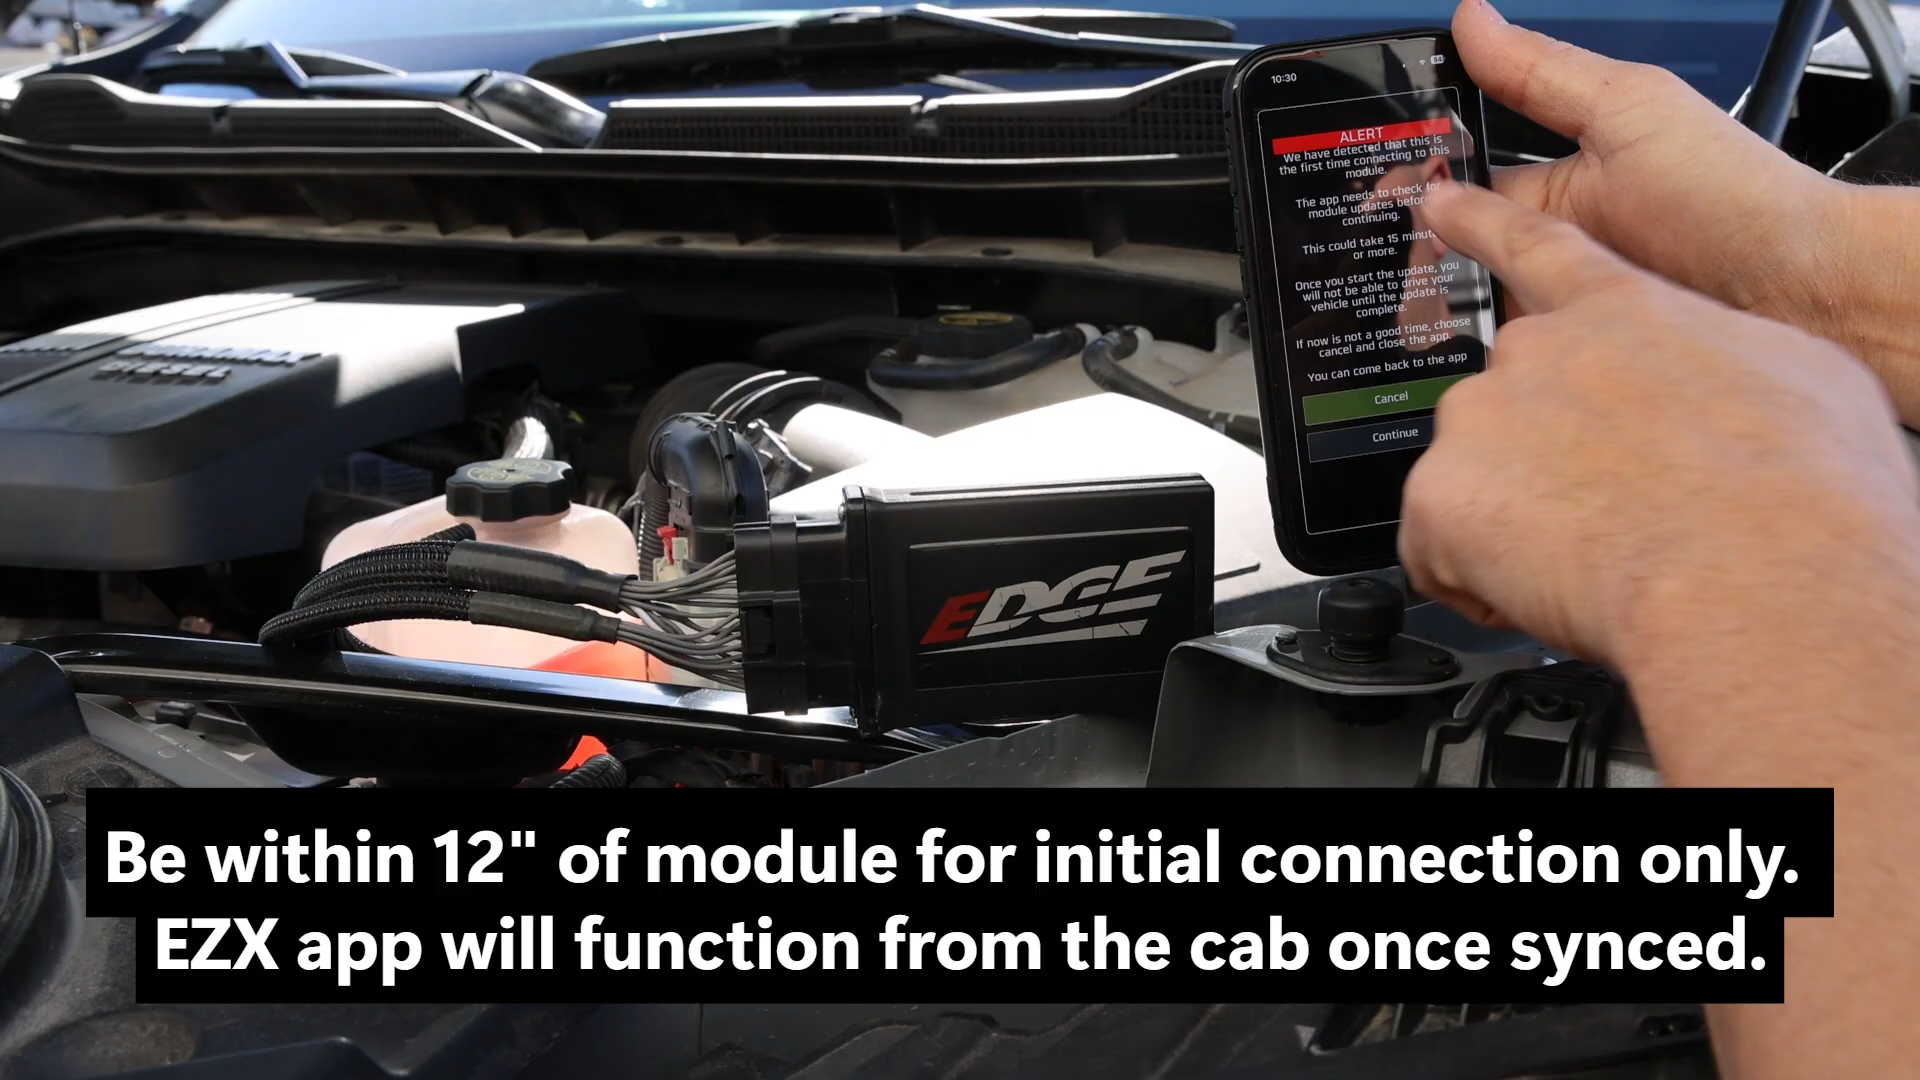 10:30
84
ALERT
We have detected that this is
the first time connecting to this
module.
The app needs to check for
module updates before
continuing.
This could take 15 minutes
or more.
Once you start the update, you
will not be able to drive your
vehicle until the update is
complete.
If now is not a good time, choose
cancel and close the app.
You can come back to the app
Cancel
Continue
DURAMAX
DIESEL
EDGE
Be within 12" of module for initial connection only.
EZX app will function from the cab once synced.